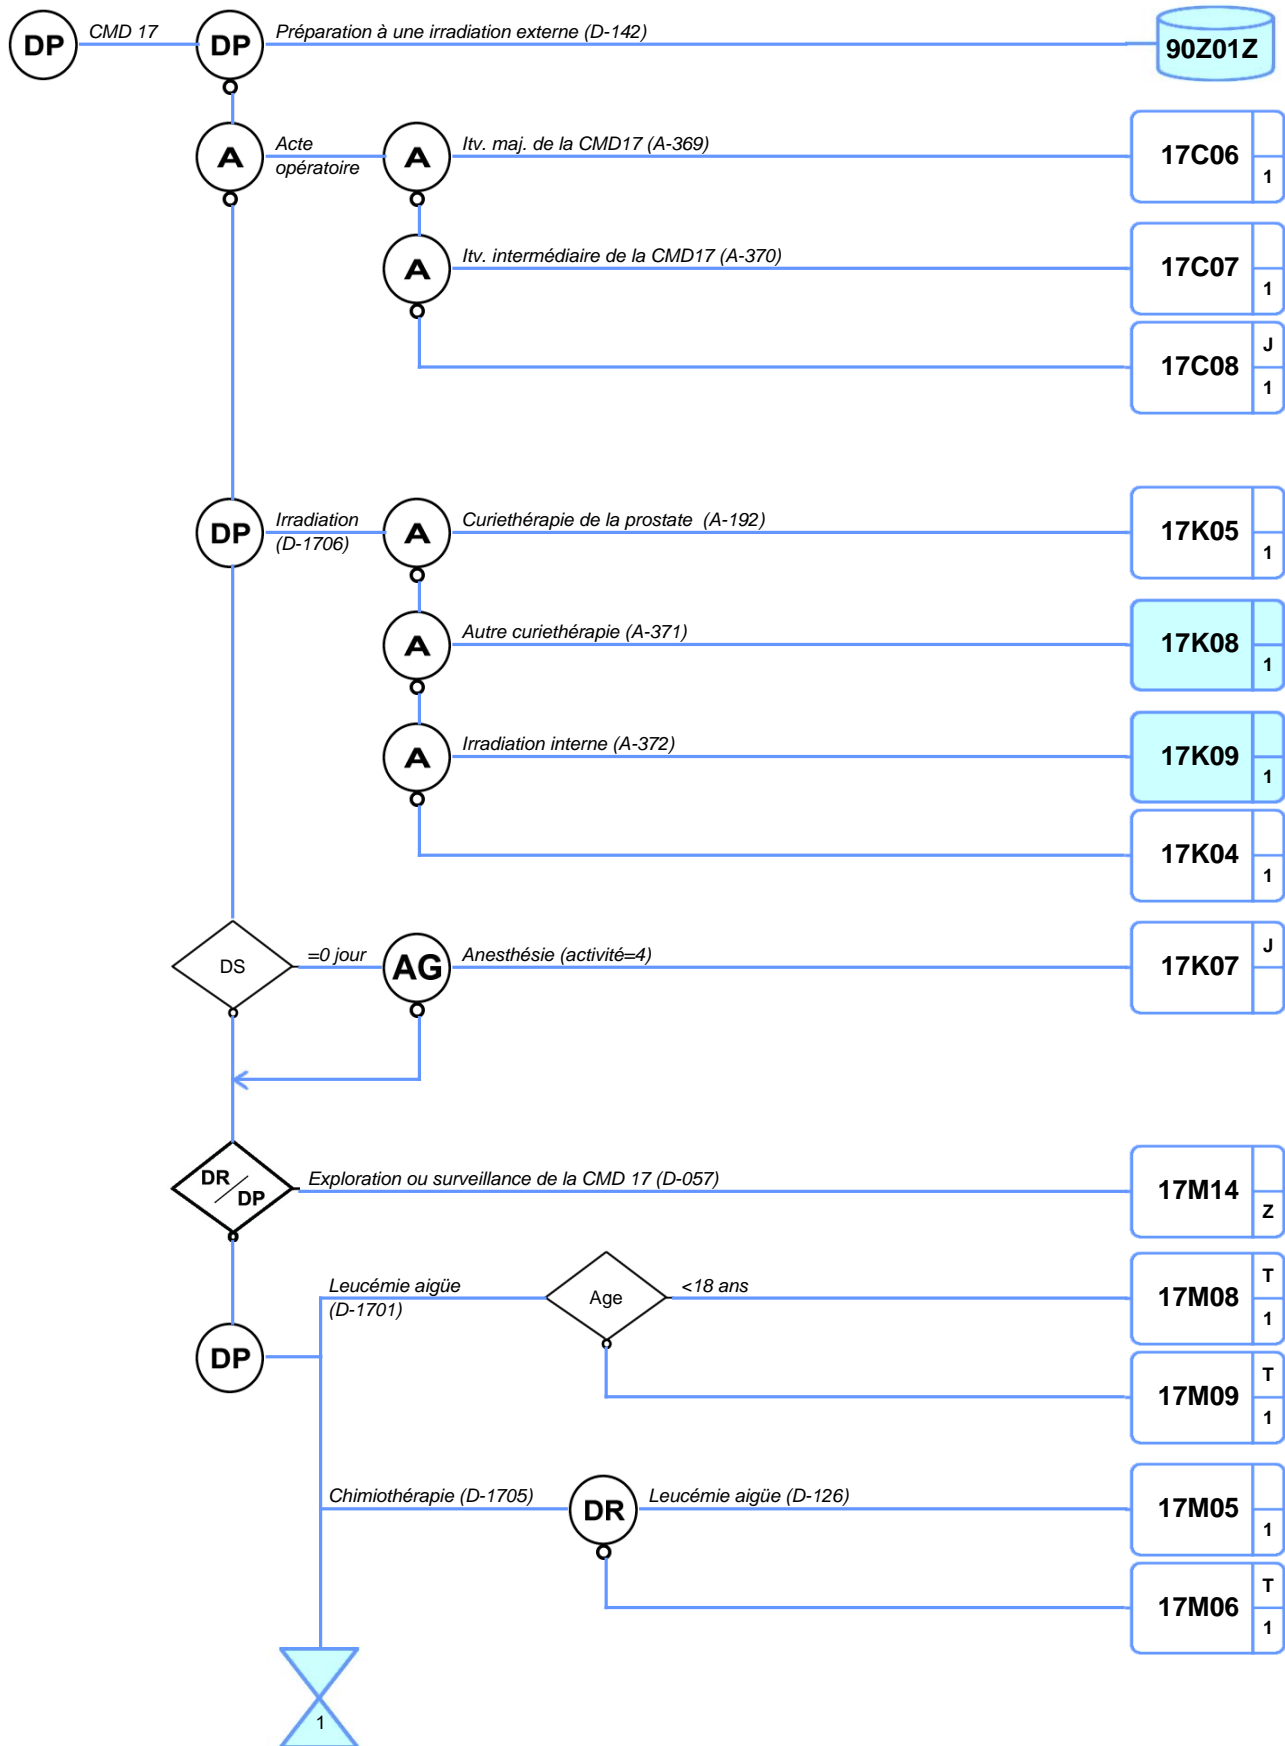 DP
CMD 17
DP
Préparation à une irradiation externe (D-142)
90Z01Z
A
Acte
opératoire
A
Itv. maj. de la CMD17 (A-369)
17C06
1
A
Itv. intermédiaire de la CMD17 (A-370)
17C07
1
17C08
J
1
DP
Irradiation
(D-1706)
A
Curiethérapie de la prostate (A-192)
17K05
1
A
Autre curiethérapie (A-371)
17K08
1
A
Irradiation interne (A-372)
17K09
1
17K04
1
DS
=0 jour
AG
Anesthésie (activité=4)
17K07
J
DR/DP
Exploration ou surveillance de la CMD 17 (D-057)
17M14
Z
DP
Leucémie aigüe
(D-1701)
Age
<18 ans
17M08
T
1
17M09
T
1
Chimiothérapie (D-1705)
DR
Leucémie aigüe (D-126)
17M05
1
17M06
T
1
1